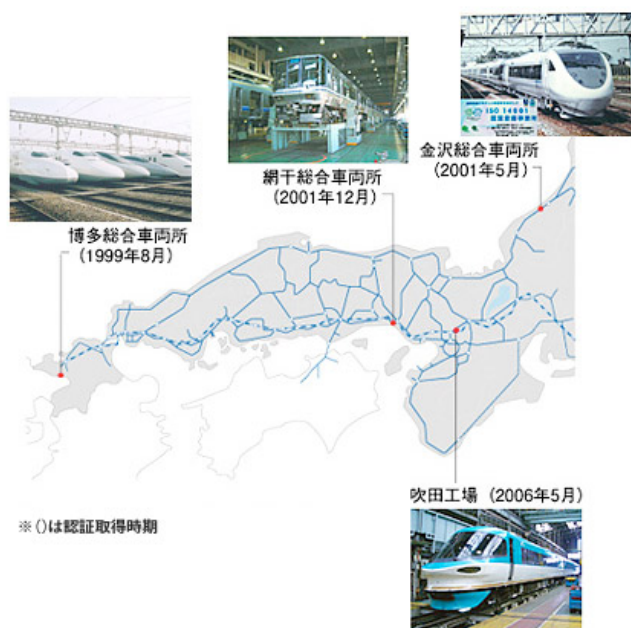 ISO 14001
金沢総合車両所
(2001年5月)
網干総合車両所
(2001年12月)
博多総合車両所
(1999年8月)
吹田工場 (2006年5月)
※()は認証取得時期